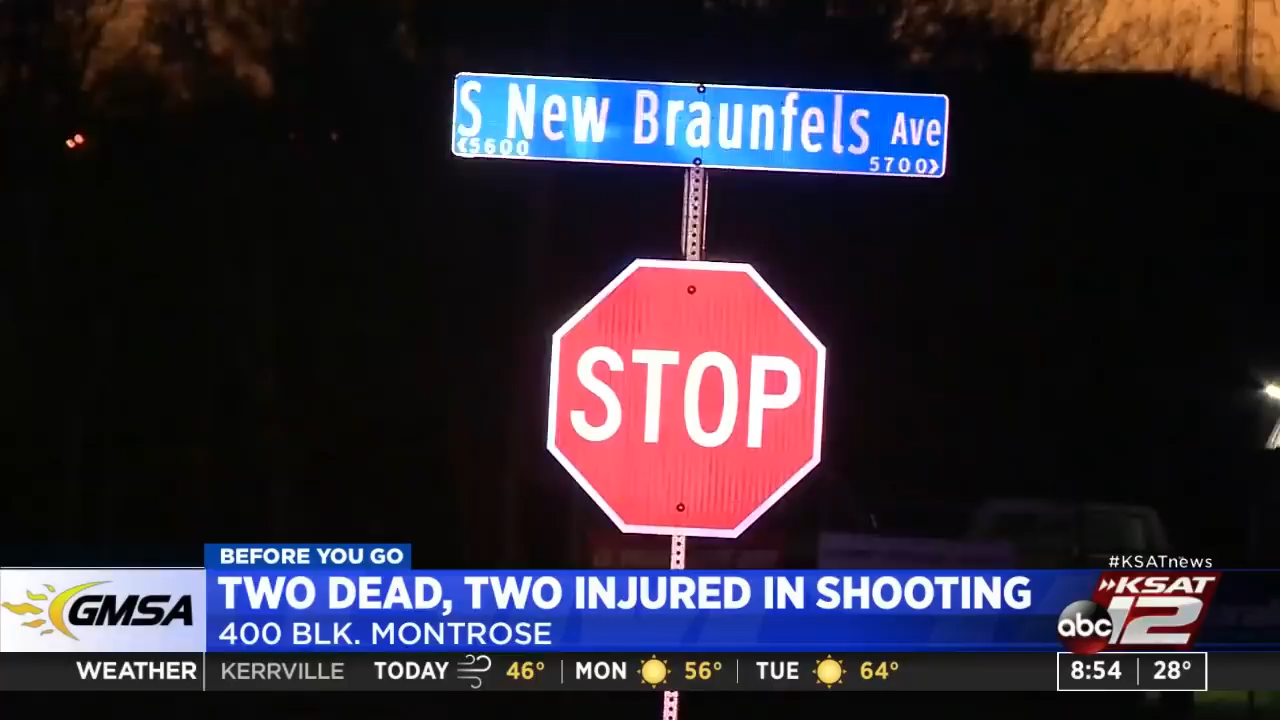 S New Braunfels Ave
<5600
5700>
STOP
BEFORE YOU GO
#KSATnews
GMSA
TWO DEAD, TWO INJURED IN SHOOTING
400 BLK. MONTROSE
KSAT
abc 12
WEATHER KERRVILLE TODAY 46° MON 56° TUE 64° 8:54 28°